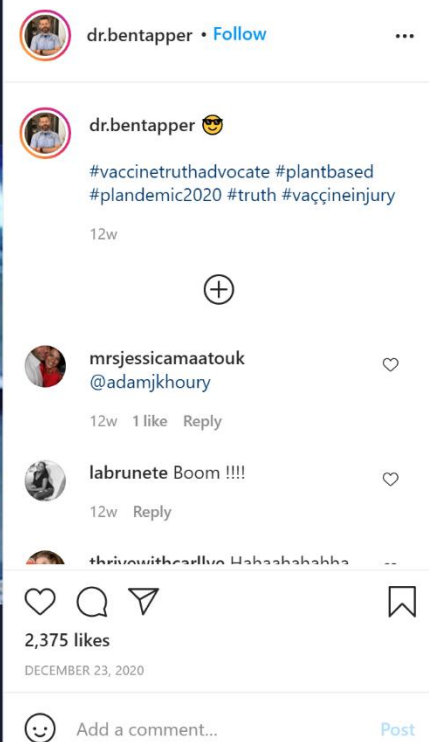 dr.bentapper • Follow
dr.bentapper 😎
#vaccinetruthadvocate #plantbased
#plandemic2020 #truth #vaççineinjury
12w
mrsjessicamaatouk
@adamjkhoury
12w 1 like Reply
labrunete Boom !!!!
12w Reply
2,375 likes
DECEMBER 23, 2020
Add a comment...
Post